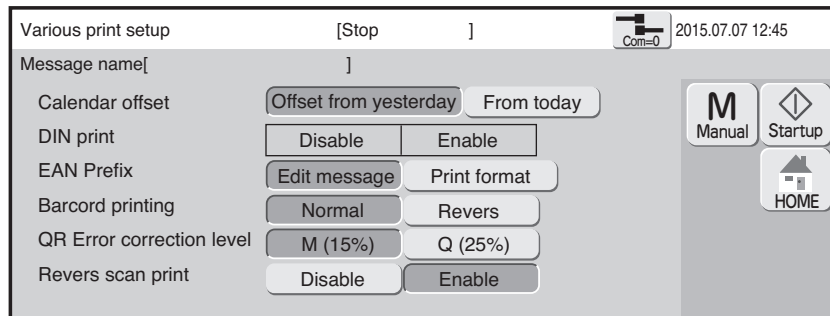 Various print setup [Stop ] Com=0 2015.07.07 12:45
Message name[ ]
Calendar offset Offset from yesterday From today
DIN print Disable Enable
EAN Prefix Edit message Print format
Barcord printing Normal Revers
QR Error correction level M (15%) Q (25%)
Revers scan print Disable Enable
M Manual
Startup
HOME